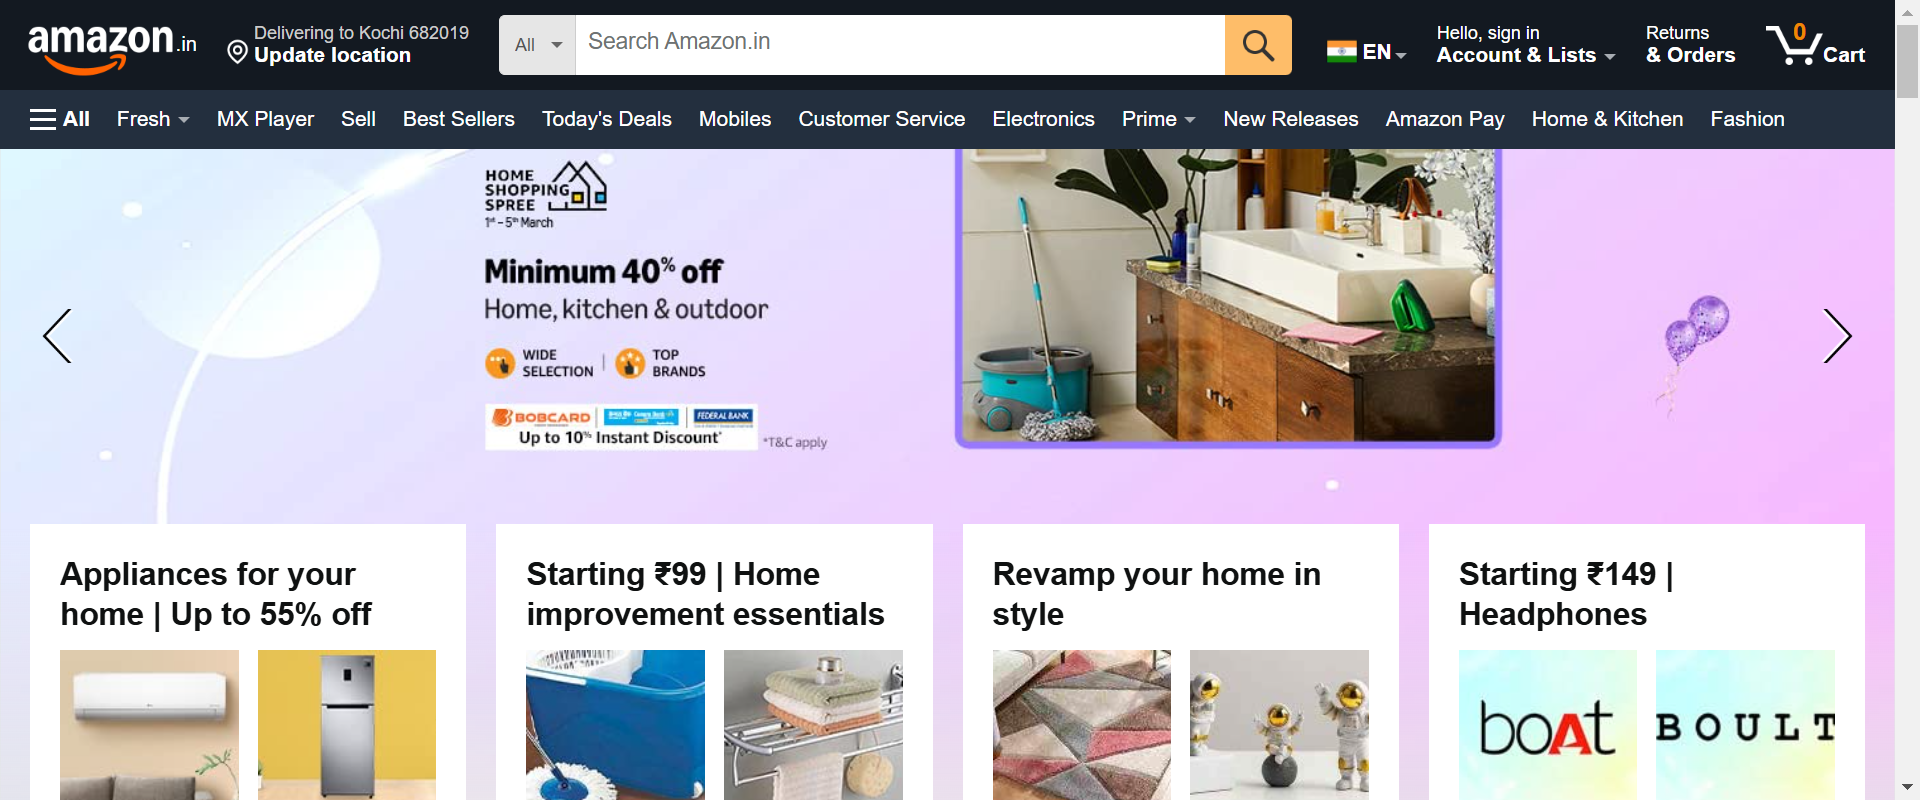 amazon.in
Delivering to Kochi 682019
Update location
All
Search Amazon.in
EN
Hello, sign in
Account & Lists
Returns
& Orders
0
Cart
All
Fresh
MX Player
Sell
Best Sellers
Today's Deals
Mobiles
Customer Service
Electronics
Prime
New Releases
Amazon Pay
Home & Kitchen
Fashion
HOME
SHOPPING
SPREE
1st – 5th March
Minimum 40% off
Home, kitchen & outdoor
WIDE
SELECTION
TOP
BRANDS
BOBCARD
FEDERAL BANK
Up to 10% Instant Discount*
*T&C apply
Appliances for your
home | Up to 55% off
Starting ₹99 | Home
improvement essentials
Revamp your home in
style
Starting ₹149 |
Headphones
boAt
BOULT